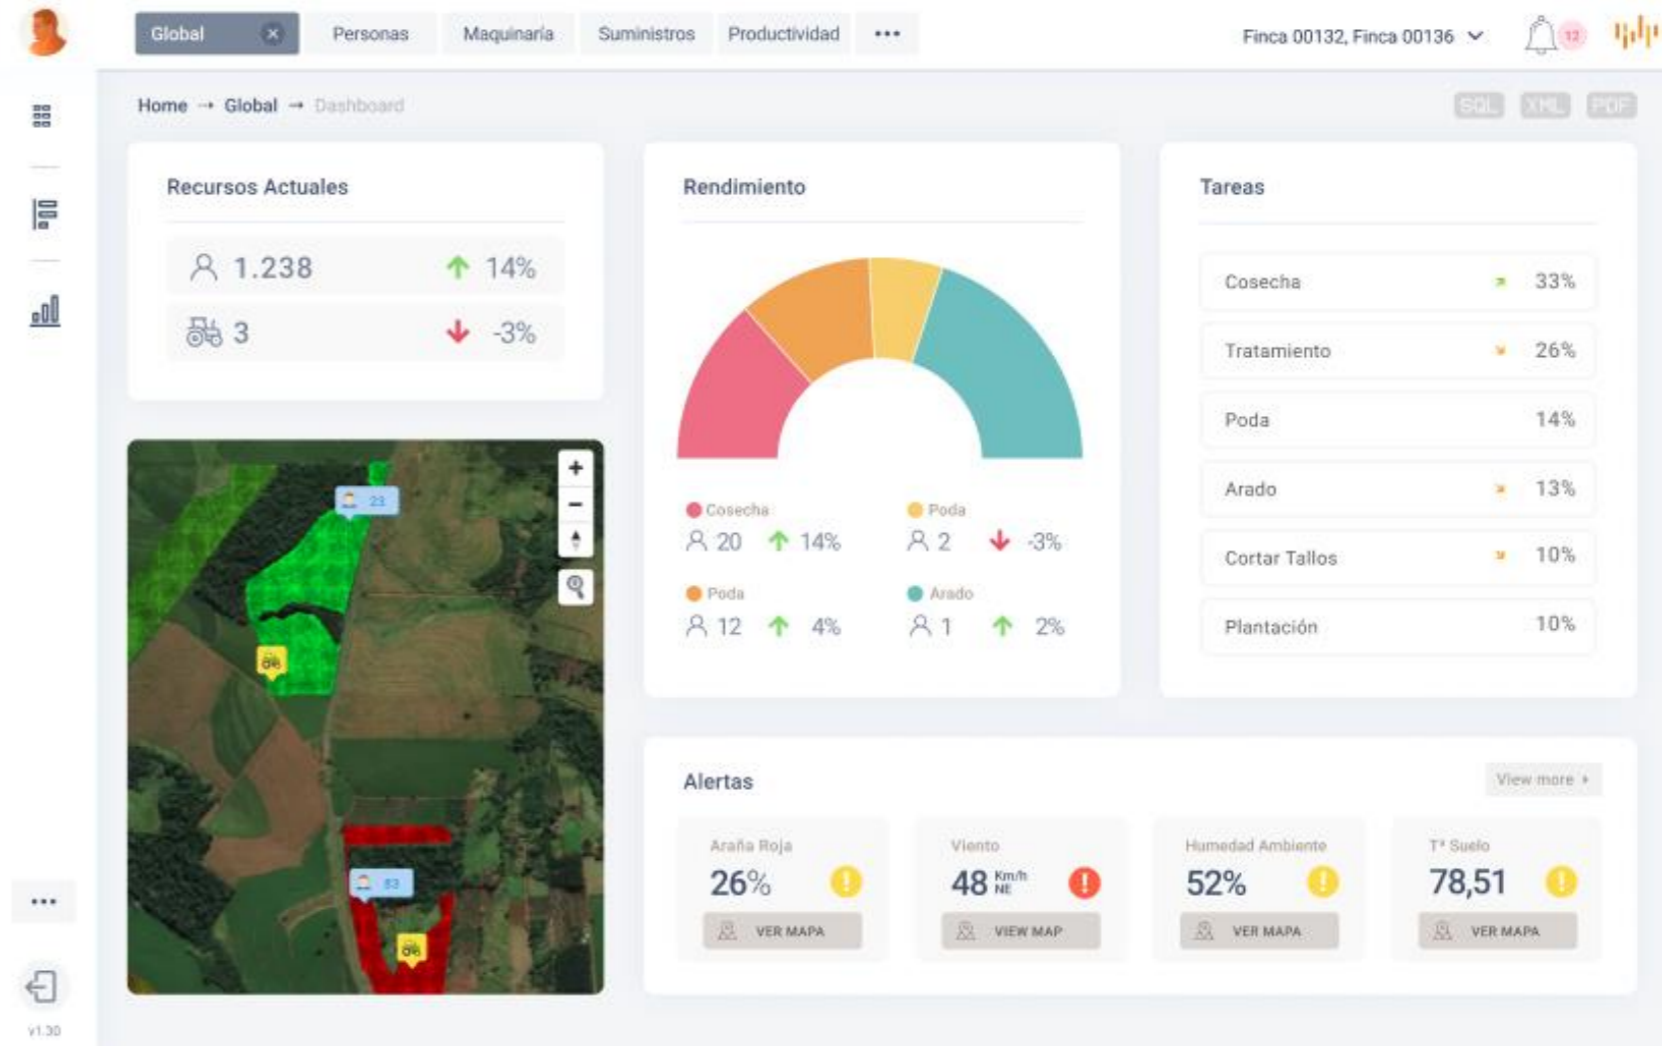 Global
Personas
Maquinaría
Suministros
Productividad
Finca 00132, Finca 00136
12
Home → Global → Dashboard
SQL XML PDF
Recursos Actuales
1.238 14%
3 -3%
23
83
Rendimiento
Cosecha
20 14%
Poda
2 -3%
Poda
12 4%
Arado
1 2%
Tareas
Cosecha 33%
Tratamiento 26%
Poda 14%
Arado 13%
Cortar Tallos 10%
Plantación 10%
Alertas
View more
Araña Roja
26%
VER MAPA
Viento
48 Km/h NE
VIEW MAP
Humedad Ambiente
52%
VER MAPA
Tª Suelo
78,51
VER MAPA
v1.30